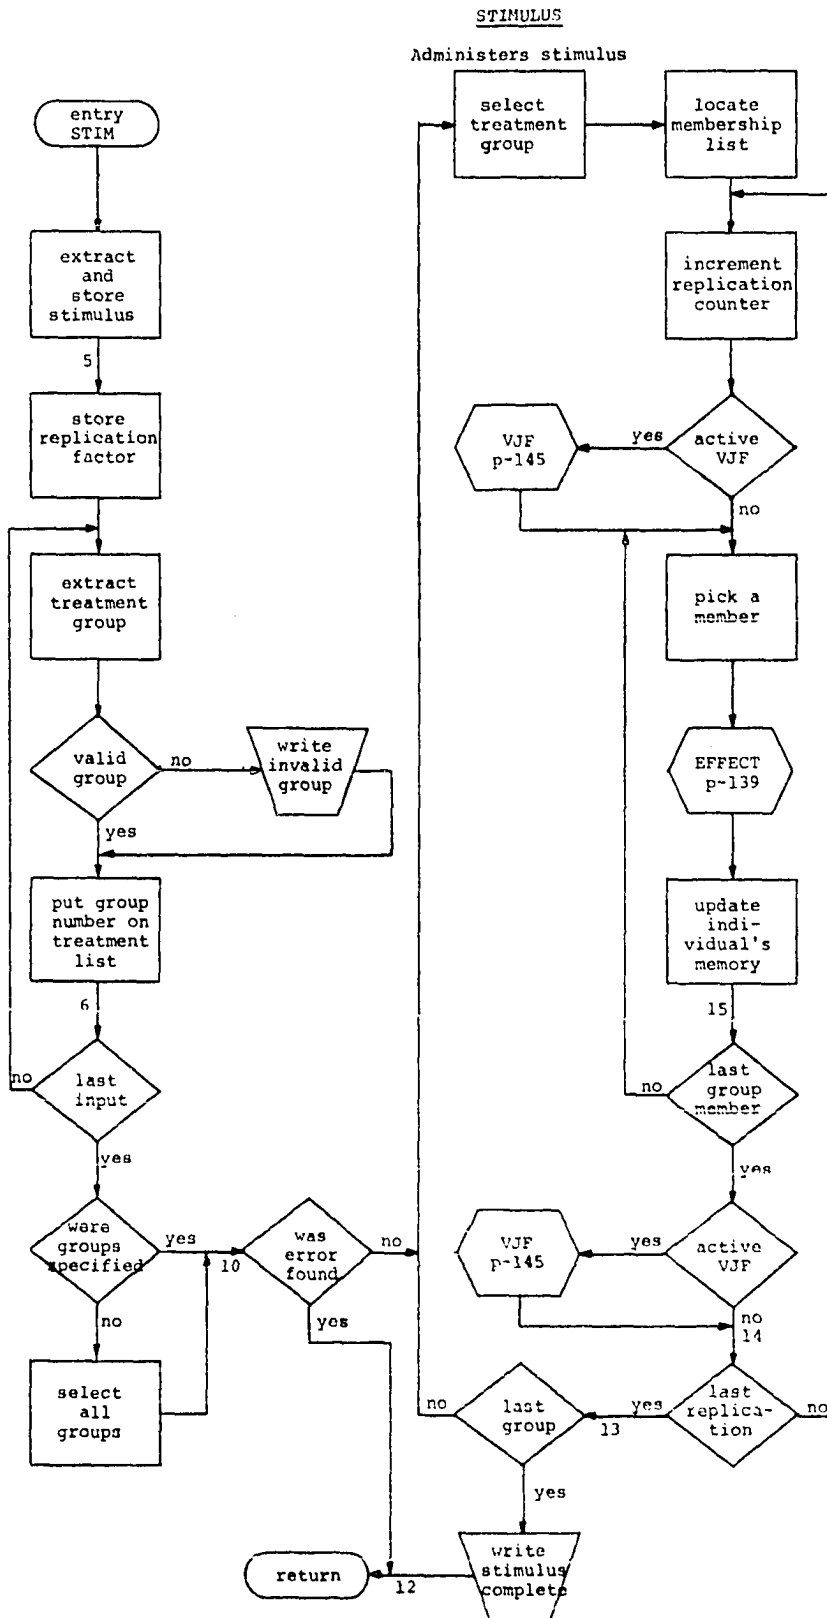 STIMULUS
Administers stimulus
entry
STIM
extract
and
store
stimulus
5
store
replication
factor
extract
treatment
group
valid
group
no
write
invalid
group
yes
put group
number on
treatment
list
6
last
input
no
yes
were
groups
specified
yes
10
no
select
all
groups
was
error
found
no
yes
select
treatment
group
locate
membership
list
increment
replication
counter
active
VJF
yes
VJF
p-145
no
pick a
member
EFFECT
p-139
update
indi-
vidual's
memory
15
last
group
member
no
yes
active
VJF
yes
VJF
p-145
no
14
last
replica-
tion
no
yes
13
last
group
no
yes
write
stimulus
complete
12
return